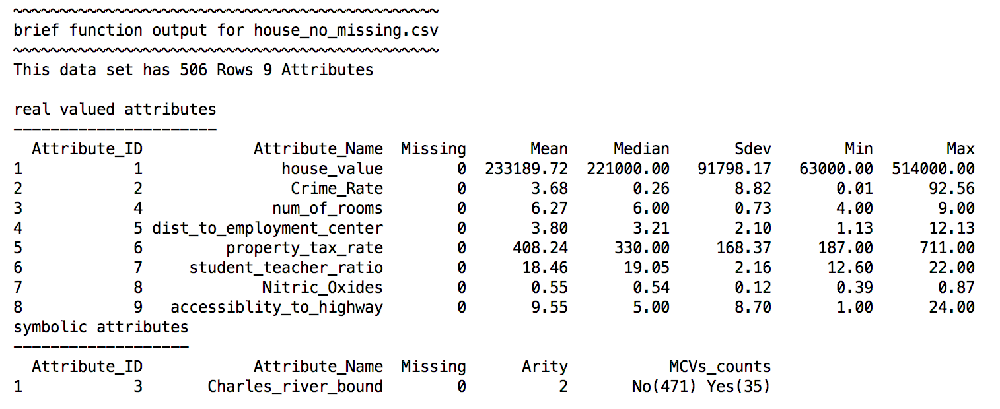 ~~~~~~~~~~~~~~~~~~~~~~~~~~~~~~~~~~~~~~~~~~~~~~
brief function output for house_no_missing.csv
~~~~~~~~~~~~~~~~~~~~~~~~~~~~~~~~~~~~~~~~~~~~~~
This data set has 506 Rows 9 Attributes
real valued attributes
----------------------
  Attribute_ID            Attribute_Name  Missing       Mean     Median       Sdev        Min        Max
1            1               house_value        0  233189.72  221000.00   91798.17   63000.00  514000.00
2            2                Crime_Rate        0       3.68       0.26       8.82       0.01      92.56
3            4              num_of_rooms        0       6.27       6.00       0.73       4.00       9.00
4            5 dist_to_employment_center        0       3.80       3.21       2.10       1.13      12.13
5            6         property_tax_rate        0     408.24     330.00     168.37     187.00     711.00
6            7     student_teacher_ratio        0      18.46      19.05       2.16      12.60      22.00
7            8             Nitric_Oxides        0       0.55       0.54       0.12       0.39       0.87
8            9   accessiblity_to_highway        0       9.55       5.00       8.70       1.00      24.00
symbolic attributes
-------------------
  Attribute_ID            Attribute_Name  Missing      Arity           MCVs_counts
1            3       Charles_river_bound        0          2       No(471) Yes(35)